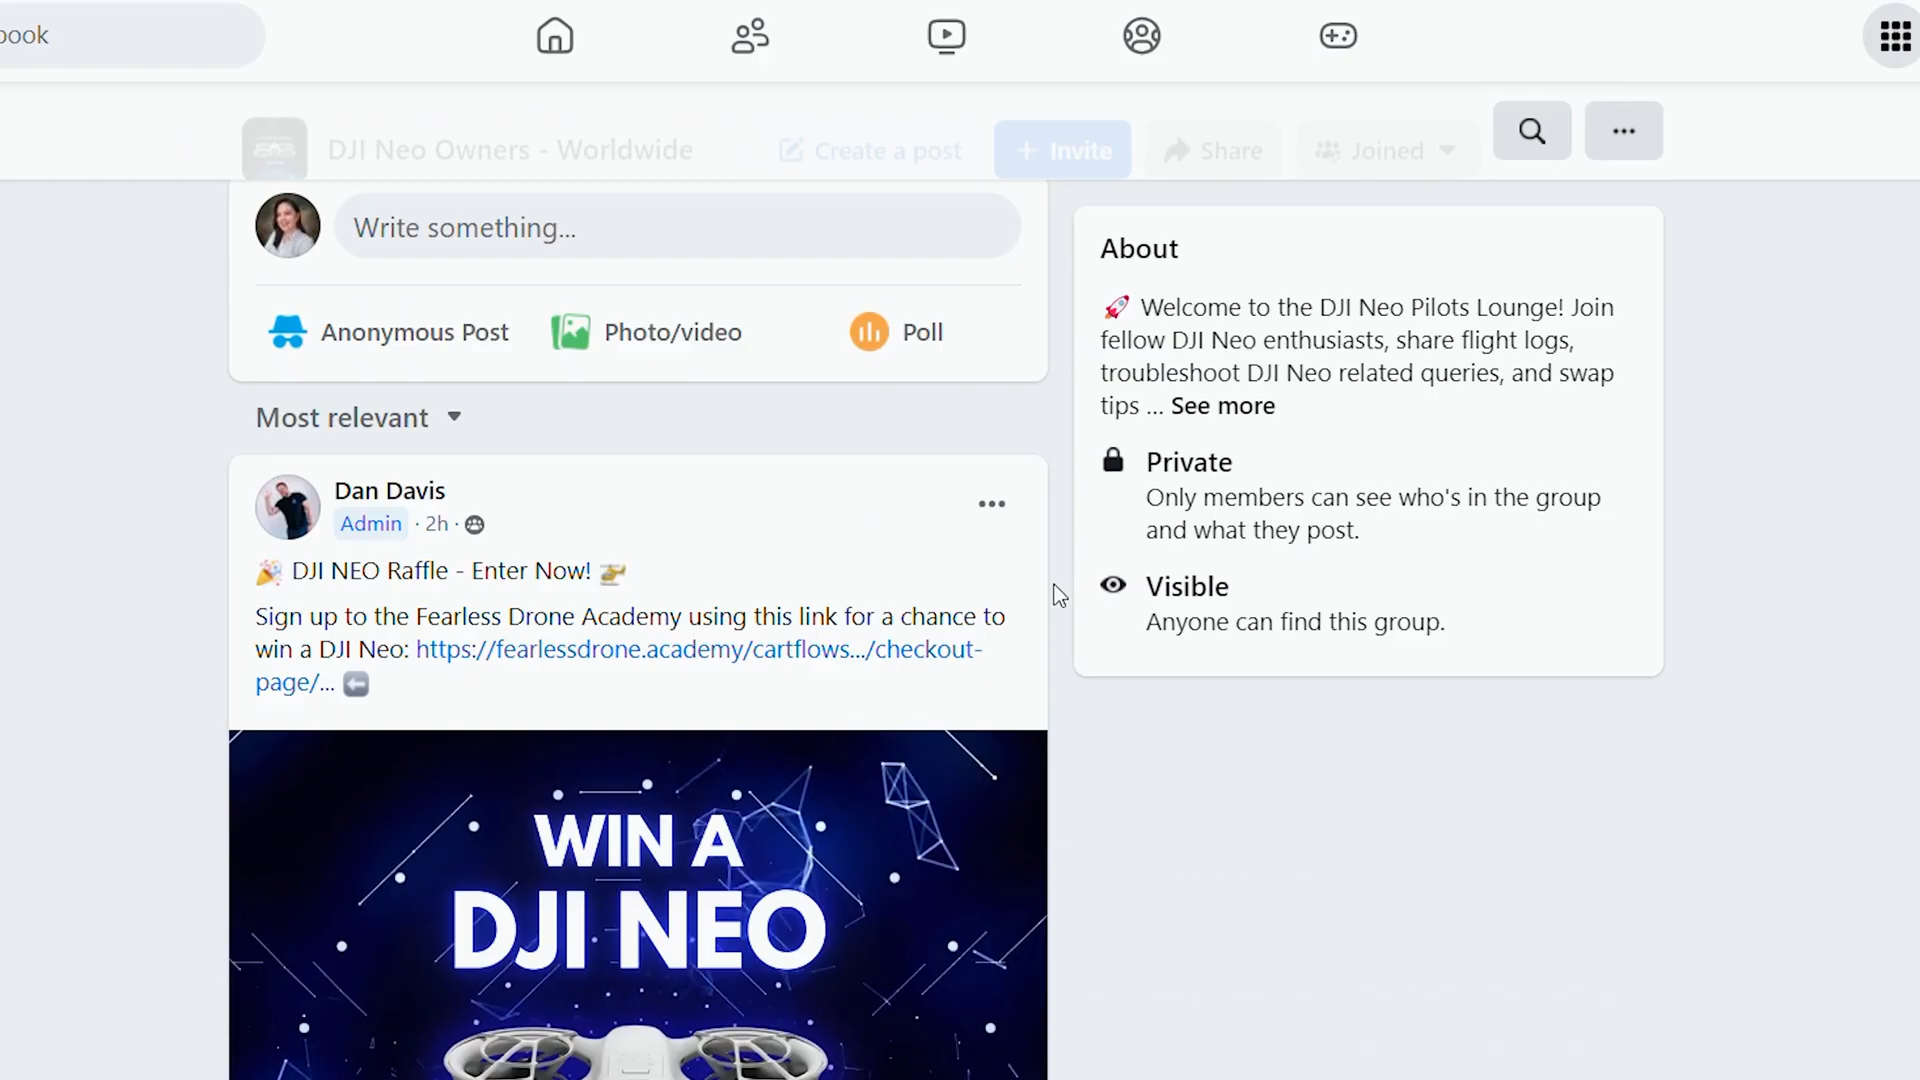 book
DJI Neo Owners - Worldwide
Create a post
+ Invite
Share
Joined
Write something...
Anonymous Post
Photo/video
Poll
Most relevant
Dan Davis
Admin · 2h ·
DJI NEO Raffle - Enter Now!
Sign up to the Fearless Drone Academy using this link for a chance to
win a DJI Neo: https://fearlessdrone.academy/cartflows.../checkout-
page/...
WIN A
DJI NEO
About
Welcome to the DJI Neo Pilots Lounge! Join
fellow DJI Neo enthusiasts, share flight logs,
troubleshoot DJI Neo related queries, and swap
tips ... See more
Private
Only members can see who's in the group
and what they post.
Visible
Anyone can find this group.